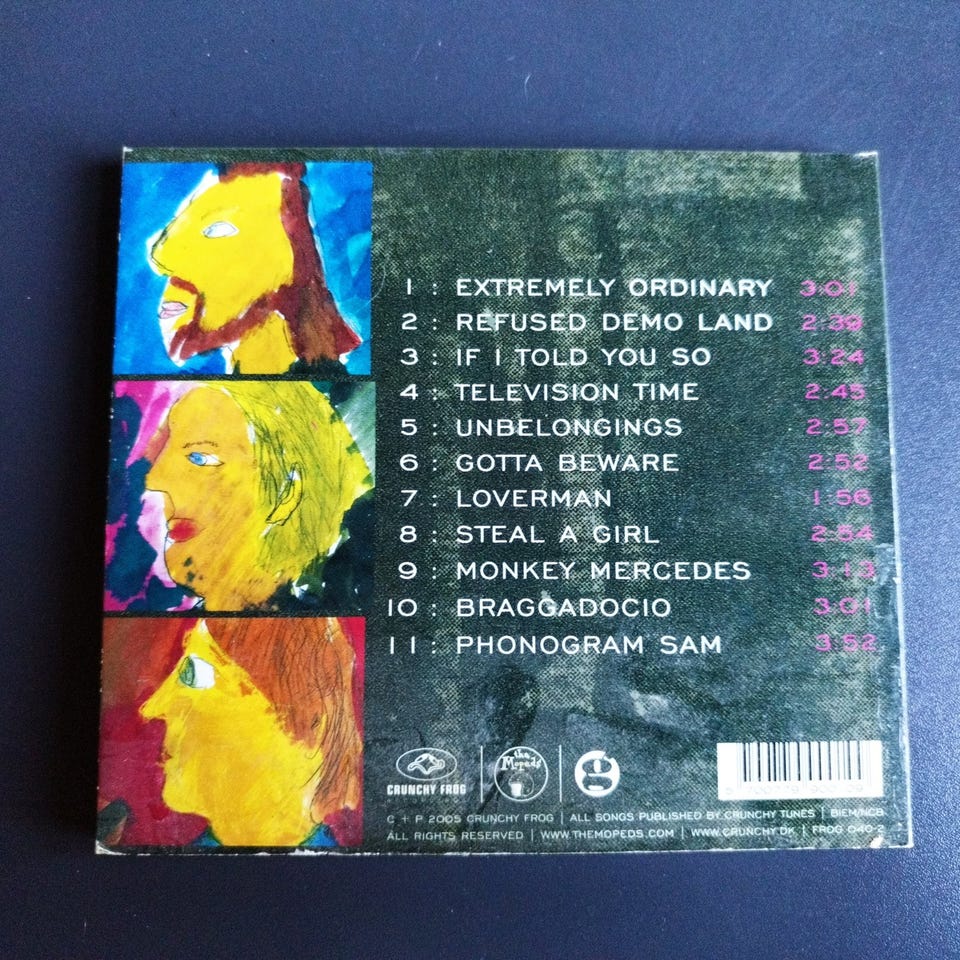 1 : EXTREMELY ORDINARY 3:01
2 : REFUSED DEMO LAND 2:39
3 : IF I TOLD YOU SO 3:24
4 : TELEVISION TIME 2:45
5 : UNBELONGINGS 2:57
6 : GOTTA BEWARE 2:52
7 : LOVERMAN 1:56
8 : STEAL A GIRL 2:54
9 : MONKEY MERCEDES 3:13
10 : BRAGGADOCIO 3:01
11 : PHONOGRAM SAM 3:52
the Mopeds
g
CRUNCHY FROG
C + P 2005 CRUNCHY FROG | ALL SONGS PUBLISHED BY CRUNCHY TUNES | BIEM/NCB
ALL RIGHTS RESERVED | WWW.THEMOPEDS.COM | WWW.CRUNCHY.DK | FROG 040-2